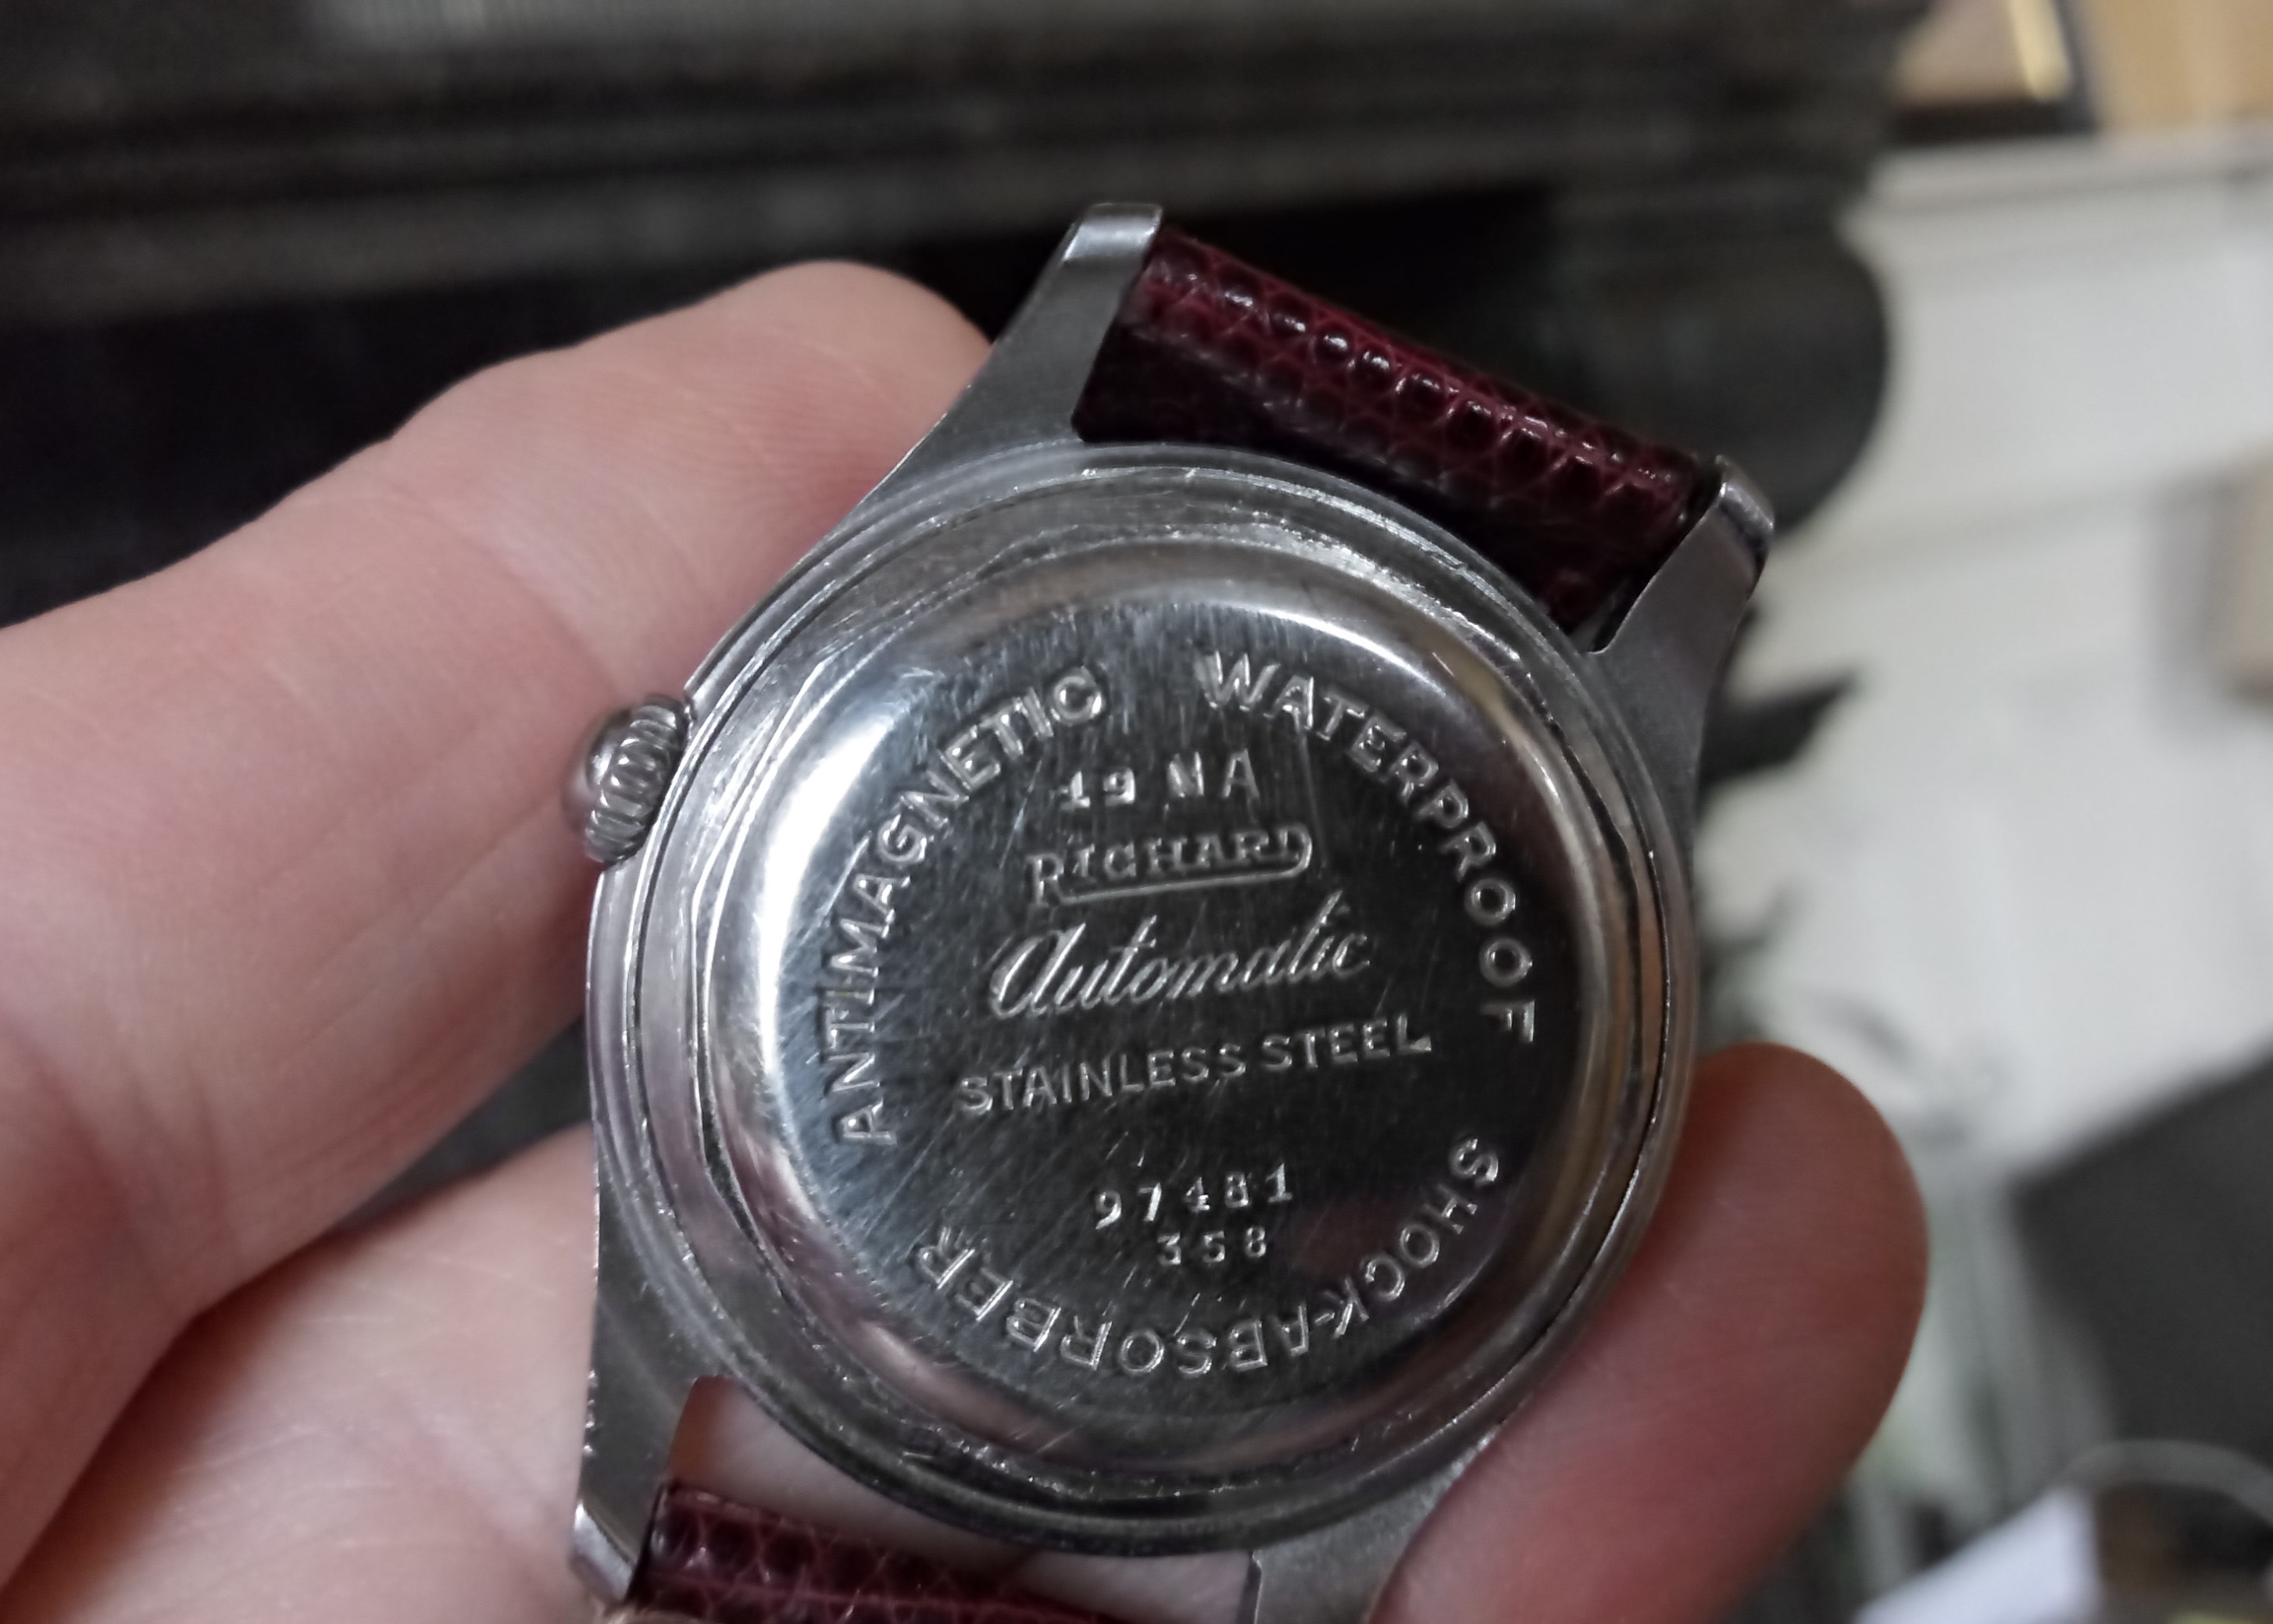 ANTIMAGNETIC WATERPROOF
19 NA
RICHARD
Automatic
STAINLESS STEEL
97481
358
SHOCK-ABSORBER